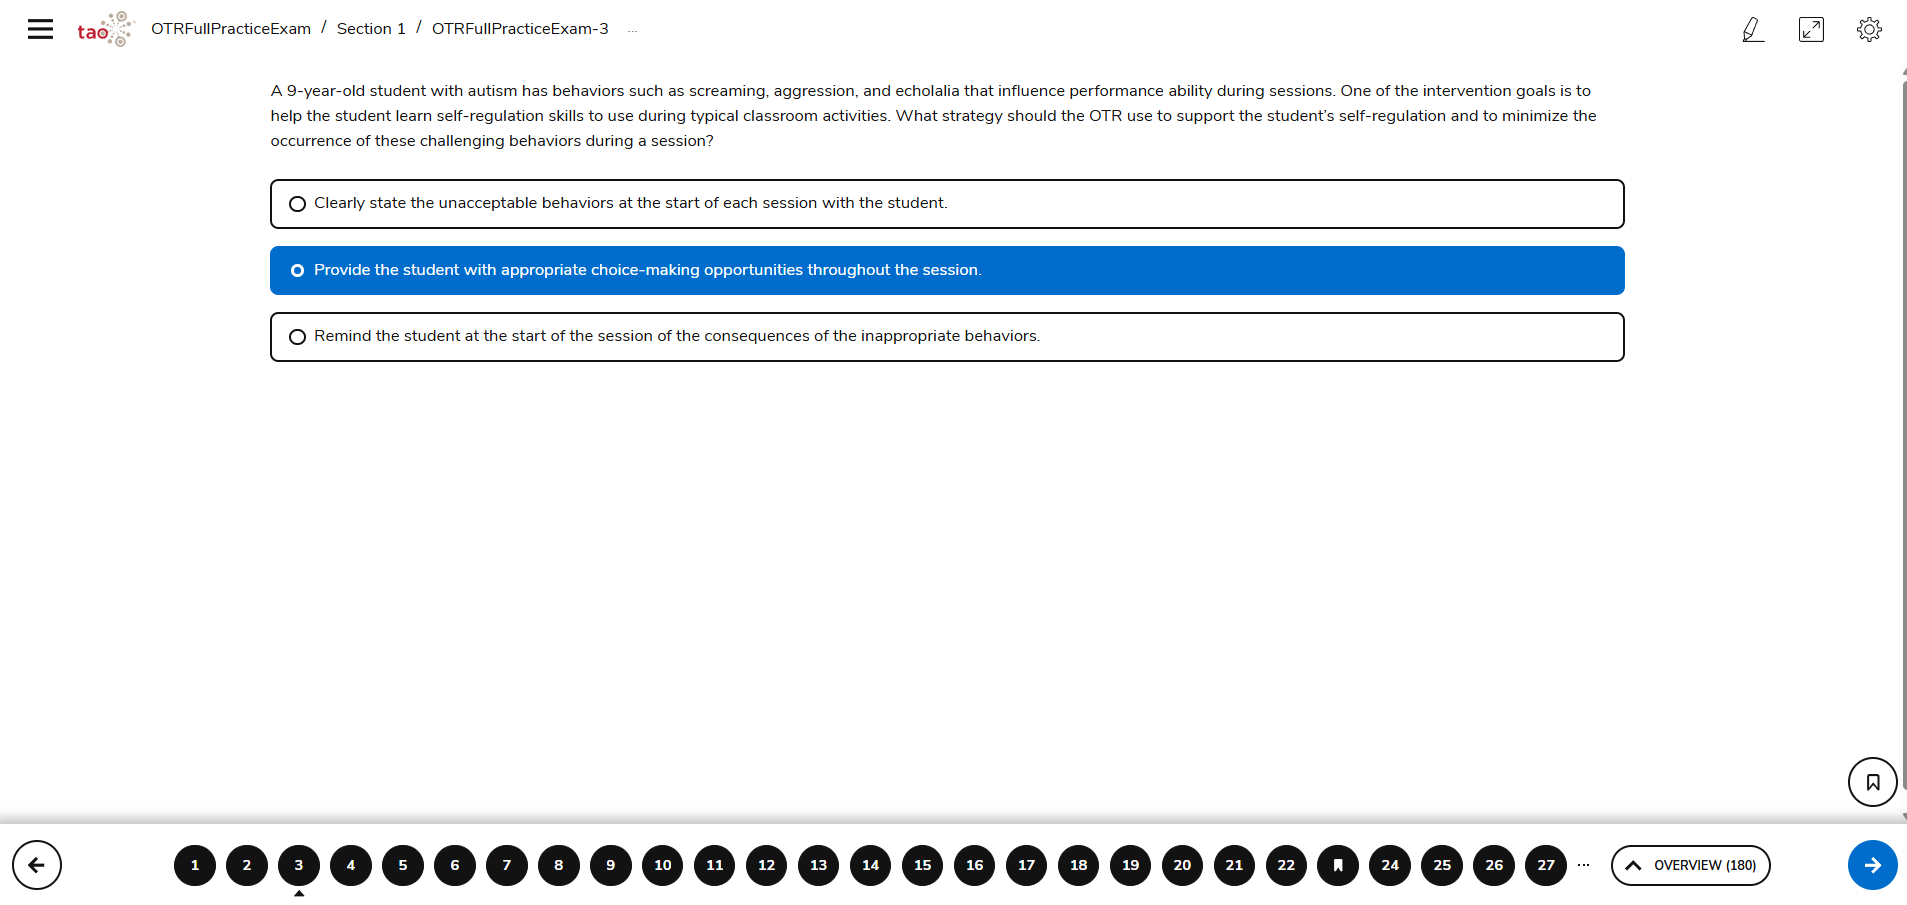 tao
OTRFullPracticeExam / Section 1 / OTRFullPracticeExam-3 ...
A 9-year-old student with autism has behaviors such as screaming, aggression, and echolalia that influence performance ability during sessions. One of the intervention goals is to
help the student learn self-regulation skills to use during typical classroom activities. What strategy should the OTR use to support the student's self-regulation and to minimize the
occurrence of these challenging behaviors during a session?
Clearly state the unacceptable behaviors at the start of each session with the student.
Provide the student with appropriate choice-making opportunities throughout the session.
Remind the student at the start of the session of the consequences of the inappropriate behaviors.
1 2 3 4 5 6 7 8 9 10 11 12 13 14 15 16 17 18 19 20 21 22 24 25 26 27 ... OVERVIEW (180)